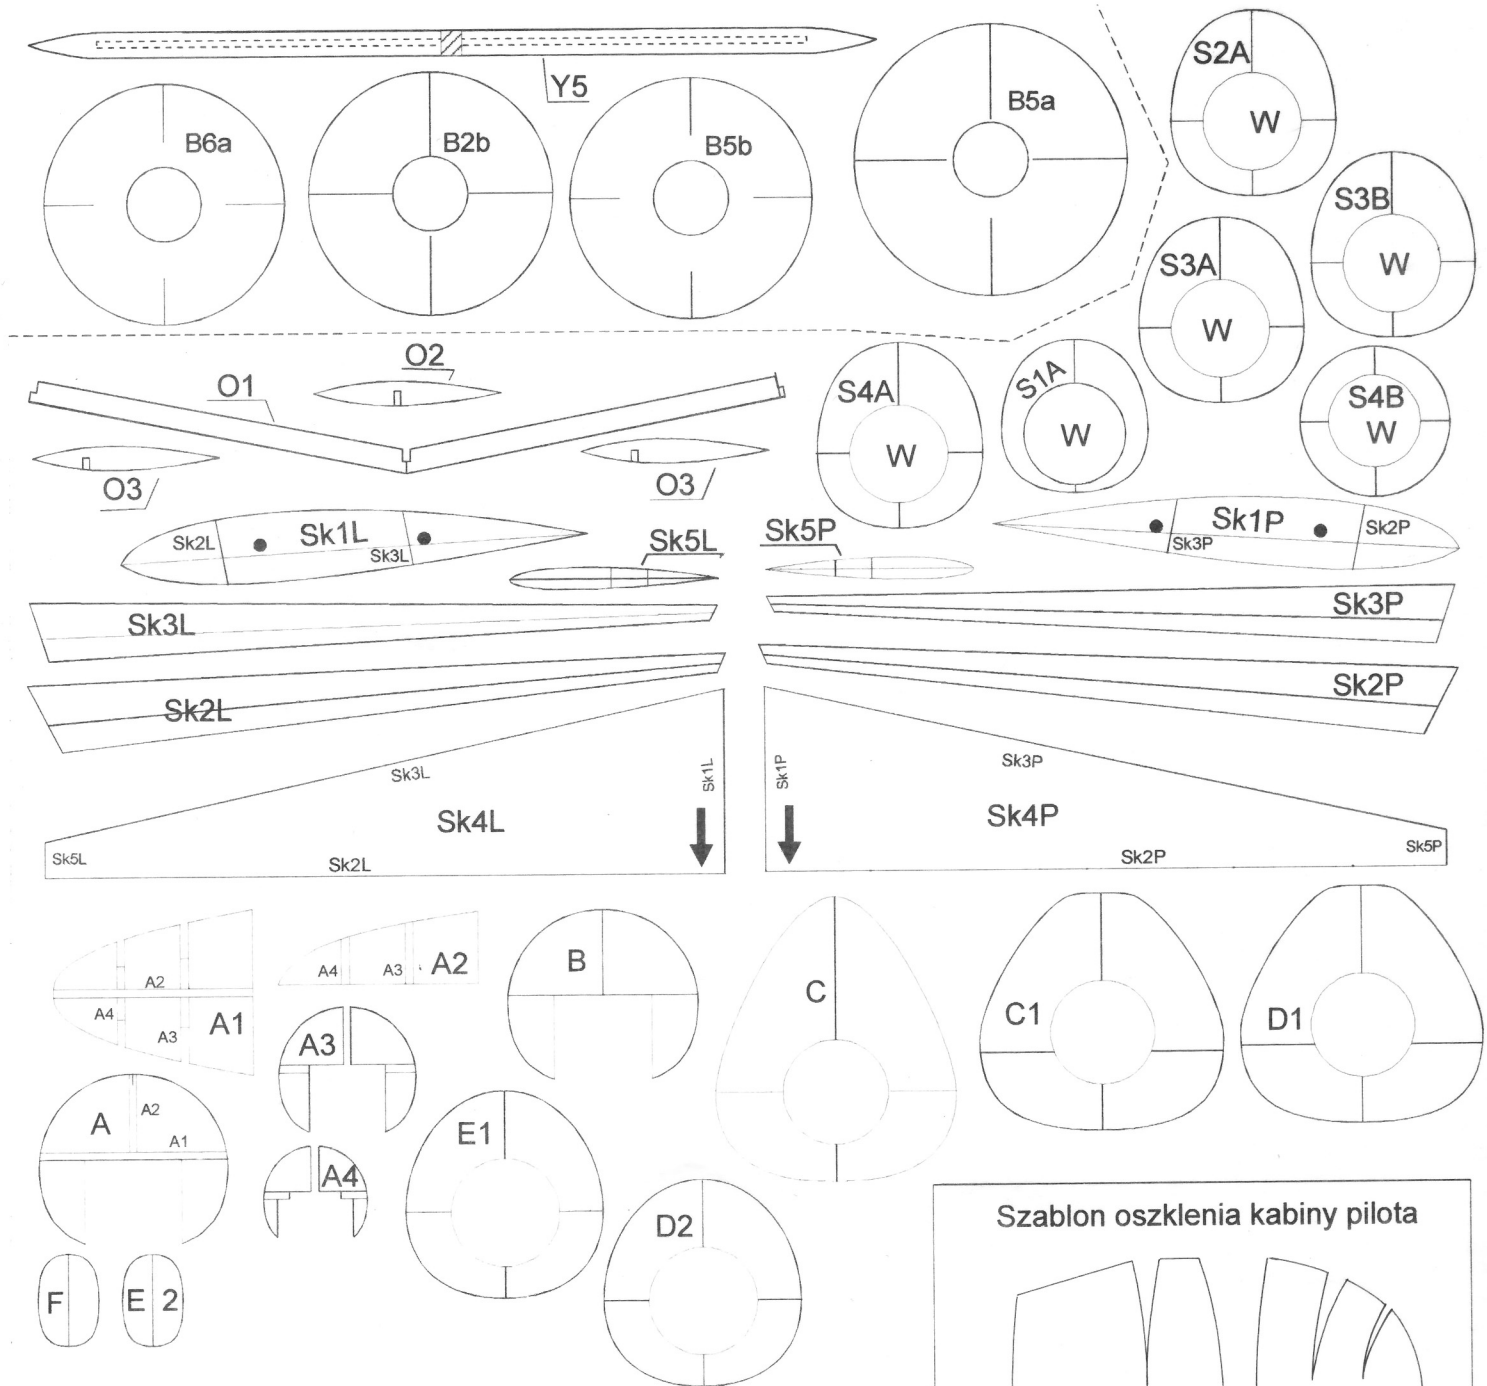 Y5
B6a
B2b
B5b
B5a
S2A
W
S3B
W
S3A
W
O2
O1
S4A
W
S1A
W
S4B
W
O3
O3
Sk2L
Sk1L
Sk3L
Sk5L
Sk5P
Sk3P
Sk1P
Sk2P
Sk3L
Sk3P
Sk2L
Sk2P
Sk3L
Sk1L
Sk1P
Sk3P
Sk4L
Sk4P
Sk5L
Sk2L
Sk2P
Sk5P
A2
A4
A3
A1
A4
A3
A2
B
C
C1
D1
A3
A
A2
A1
A4
E1
D2
F
E 2
Szablon oszklenia kabiny pilota